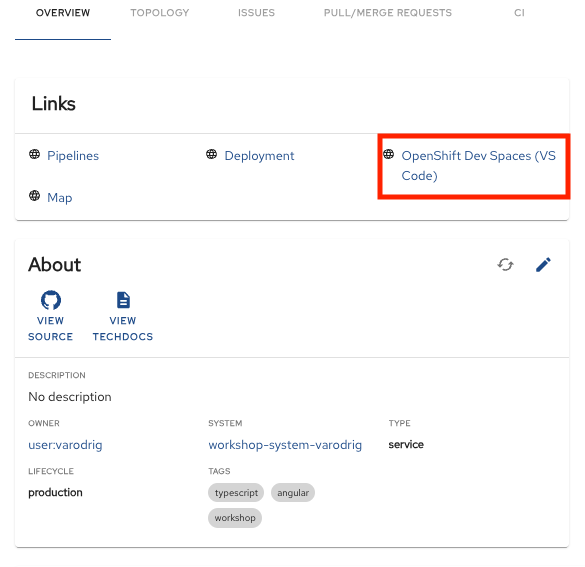 OVERVIEW TOPOLOGY ISSUES PULL/MERGE REQUESTS CI
Links
Pipelines Deployment OpenShift Dev Spaces (VS
Code)
Map
About
VIEW VIEW
SOURCE TECHDOCS
DESCRIPTION
No description
OWNER SYSTEM TYPE
user:varodrig workshop-system-varodrig service
LIFECYCLE TAGS
production typescript angular
workshop